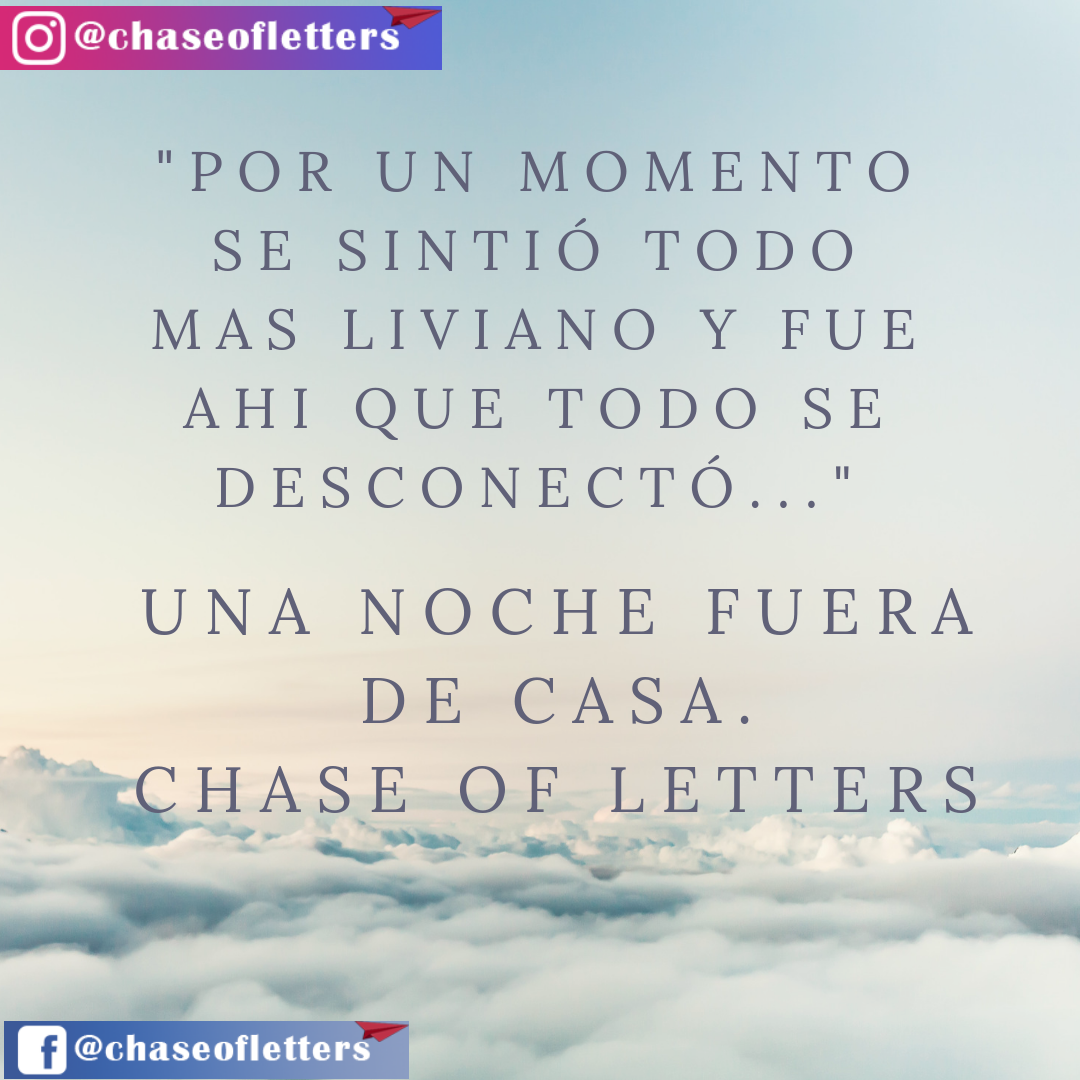 @chaseofletters
"POR UN MOMENTO
SE SINTIÓ TODO
MAS LIVIANO Y FUE
AHI QUE TODO SE
DESCONECTÓ..."
UNA NOCHE FUERA
DE CASA.
CHASE OF LETTERS
@chaseofletters